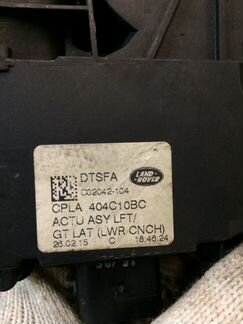 DTSFA
LAND-
ROVER
C02042-104
CPLA 404C10BC
ACTU ASY LFT/
GT LAT (LWR CNCH)
26.02.15 C 18:46:24